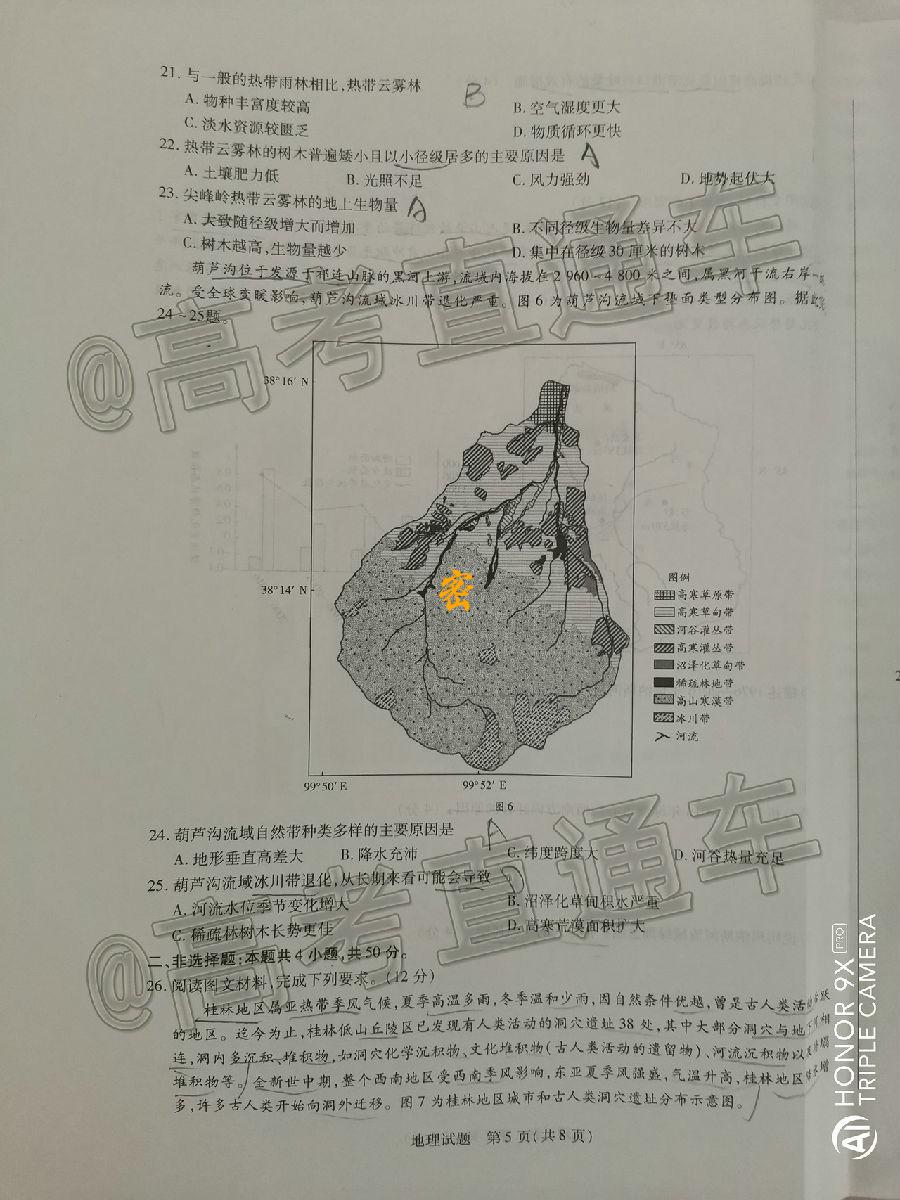 21. 与一般的热带雨林相比,热带云雾林
B
A. 物种丰富度较高 B. 空气湿度更大
C. 淡水资源较匮乏 D. 物质循环更快
22. 热带云雾林的树木普遍矮小且以小径级居多的主要原因是 A
A. 土壤肥力低 B. 光照不足 C. 风力强劲 D. 地势起伏大
23. 尖峰岭热带云雾林的地上生物量
A. 大致随径级增大而增加 B. 不同径级生物量差异不大
C. 树木越高,生物量越少 D. 集中在径级30厘米的树木
葫芦沟位于发源于祁连山脉的黑河上游,流域内海拔在2 960~4 800米之间,属黑河干流右岸一
流。受全球变暖影响,葫芦沟流域冰川带退化严重。图6为葫芦沟流域下垫面类型分布图。据
24~25题。
@高考直通车
38°16′ N
38°14′ N
密
图例
高寒草原带
高寒草甸带
河谷灌丛带
高寒灌丛带
沼泽化草甸带
稀疏林地带
高山寒漠带
冰川带
河流
99°50′ E 99°52′ E
图6
24. 葫芦沟流域自然带种类多样的主要原因是 A
A. 地形垂直高差大 B. 降水充沛 C. 纬度跨度大 D. 河谷热量充足
25. 葫芦沟流域冰川带退化,从长期来看可能会导致
A. 河流水位季节变化增大 B. 沼泽化草甸积水严重
C. 稀疏林树木长势更佳 D. 高寒荒漠面积扩大
@高考直通车
二、非选择题:本题共4小题,共50分。
26. 阅读图文材料,完成下列要求。(12分)
桂林地区属亚热带季风气候,夏季高温多雨,冬季温和少雨,因自然条件优越,曾是古人类活
的地区。迄今为止,桂林低山丘陵区已发现有人类活动的洞穴遗址38处,其中大部分洞穴与地
连,洞内多沉积、堆积物,如洞穴化学沉积物、文化堆积物(古人类活动的遗留物)、河流沉积物以
堆积物等。全新世中期,整个西南地区受西南季风影响,东亚夏季风强盛,气温升高,桂林地区
多,许多古人类开始向洞外迁移。图7为桂林地区城市和古人类洞穴遗址分布示意图。
地理试题 第5页(共8页)
HONOR 9X PRO
AI TRIPLE CAMERA